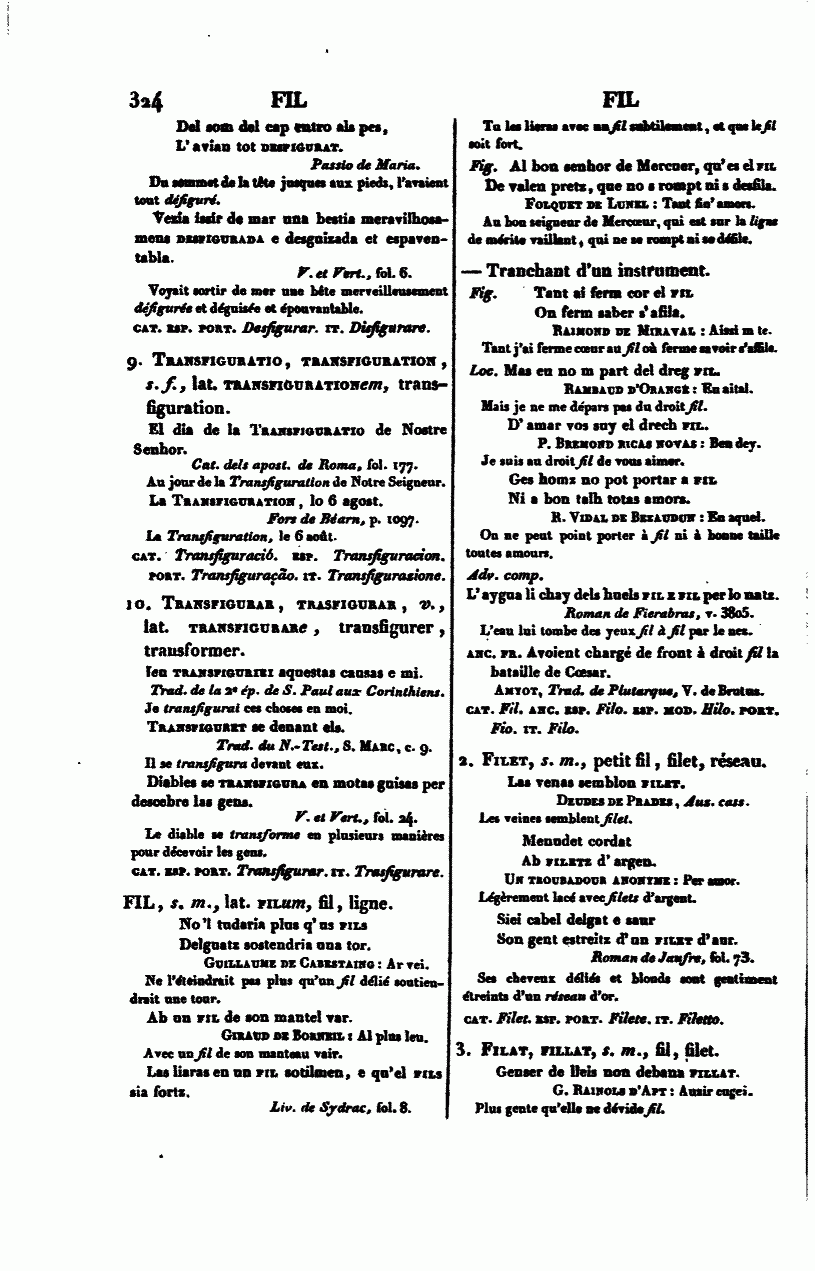 324 FIL FIL
Del som del cap entro als pes,
L'avian tot DESFIGURAT.
Passio de Maria.
Du sommet de la tête jusques aux pieds, l'avaient
tout défiguré.
Vezia issir de mar una bestia meravilhosa-
mens DESFIGURADA e desguizada et espaven-
tabla.
V. et Vert., fol. 6.
Voyait sortir de mer une bête merveilleusement
défigurée et déguisée et épouvantable.
CAT. ESP. PORT. Desfigurar. IT. Disfigurare.
9. TRANSFIGURATIO, TRANSFIGURATION,
s. f., lat. TRANSFIGURATIONem, trans-
figuration.
El dia de la TRANSFIGURATIO de Nostre
Senhor.
Cat. dels apost. de Roma, fol. 177.
Au jour de la Transfiguration de Notre Seigneur.
La TRANSFIGURATION, lo 6 agost.
Fors de Béarn, p. 1097.
La Transfiguration, le 6 août.
CAT. Transfiguració. ESP. Transfiguracion.
PORT. Transfiguração. IT. Transfigurazione.
10. TRANSFIGURAR, TRASFIGURAR, v.,
lat. TRANSFIGURARe, transfigurer,
transformer.
Ieu TRANSFIGURIEI aquestas causas e mi.
Trad. de la 2e ép. de S. Paul aux Corinthiens.
Je transfigurai ces choses en moi.
TRANSFIGURET se denant els.
Trad. du N.-Test., S. MARC, c. 9.
Il se transfigura devant eux.
Diables se TRANSFIGURA en motas guisas per
descebre las gens.
V. et Vert., fol. 24.
Le diable se transforme en plusieurs manières
pour décevoir les gens.
CAT. ESP. PORT. Transfigurar. IT. Trasfigurare.
FIL, s. m., lat. FILum, fil, ligne.
No'l tudaria plus q'us FILS
Delguatz sostendria una tor.
GUILLAUME DE CABESTAING: Ar vei.
Ne l'éteindrait pas plus qu'un fil délié soutien-
drait une tour.
Ab un FIL de son mantel var.
GIRAUD DE BORNEIL: Al plus leu.
Avec un fil de son manteau vair.
Las liaras en un FIL sotilmen, e qu'el FILS
sia fortz.
Liv. de Sydrac, fol. 8.
Tu les lieras avec un fil subtilement, et que le fil
soit fort.
Fig. Al bon senhor de Mercuer, qu'es el FIL
De valen pretz, que no s rompt ni s desfila.
FOLQUET DE LUNEL: Tant fin'amors.
Au bon seigneur de Mercœur, qui est sur la ligne
de mérite vaillant, qui ne se rompt ni se défile.
— Tranchant d'un instrument.
Fig. Tant ai ferm cor el FIL
On ferm saber s'afila.
RAIMOND DE MIRAVAL: Aissi m te.
Tant j'ai ferme cœur au fil où ferme savoir s'affile.
Loc. Mas eu no m part del dreg FIL.
RAMBAUD D'ORANGE: En aital.
Mais je ne me dépars pas du droit fil.
D'amar vos suy el drech FIL.
P. BREMOND RICAS NOVAS: Ben dey.
Je suis au droit fil de vous aimer.
Ges homz no pot portar a FIL
Ni a bon talh totas amors.
R. VIDAL DE BEZAUDUN: En aquel.
On ne peut point porter à fil ni à bonne taille
toutes amours.
Adv. comp.
L'aygua li chay dels huels FIL E FIL per lo natz.
Roman de Fierabras, v. 3805.
L'eau lui tombe des yeux fil à fil par le nez.
ANC. FR. Avoient chargé de front à droit fil la
bataille de Cœsar.
AMYOT, Trad. de Plutarque, V. de Brutus.
CAT. Fil. ANC. ESP. Filo. ESP. MOD. Hilo. PORT.
Fio. IT. Filo.
2. FILET, s. m., petit fil, filet, réseau.
Las venas semblon FILET.
DEUDES DE PRADES, Aus. cass.
Les veines semblent filet.
Menudet cordat
Ab FILETZ d'argen.
UN TROUBADOUR ANONYME: Per amor.
Légèrement lacé avec filets d'argent.
Siei cabel delgat e saur
Son gent estreitz d'un FILET d'aur.
Roman de Jaufre, fol. 73.
Ses cheveux déliés et blonds sont gentiment
étreints d'un réseau d'or.
CAT. Filet. ESP. PORT. Filete. IT. Filetto.
3. FILAT, FILLAT, s. m., fil, filet.
Genser de lleis non debana FILLAT.
G. RAINOLS D'APT: Auzir cugei.
Plus gente qu'elle ne dévide fil.